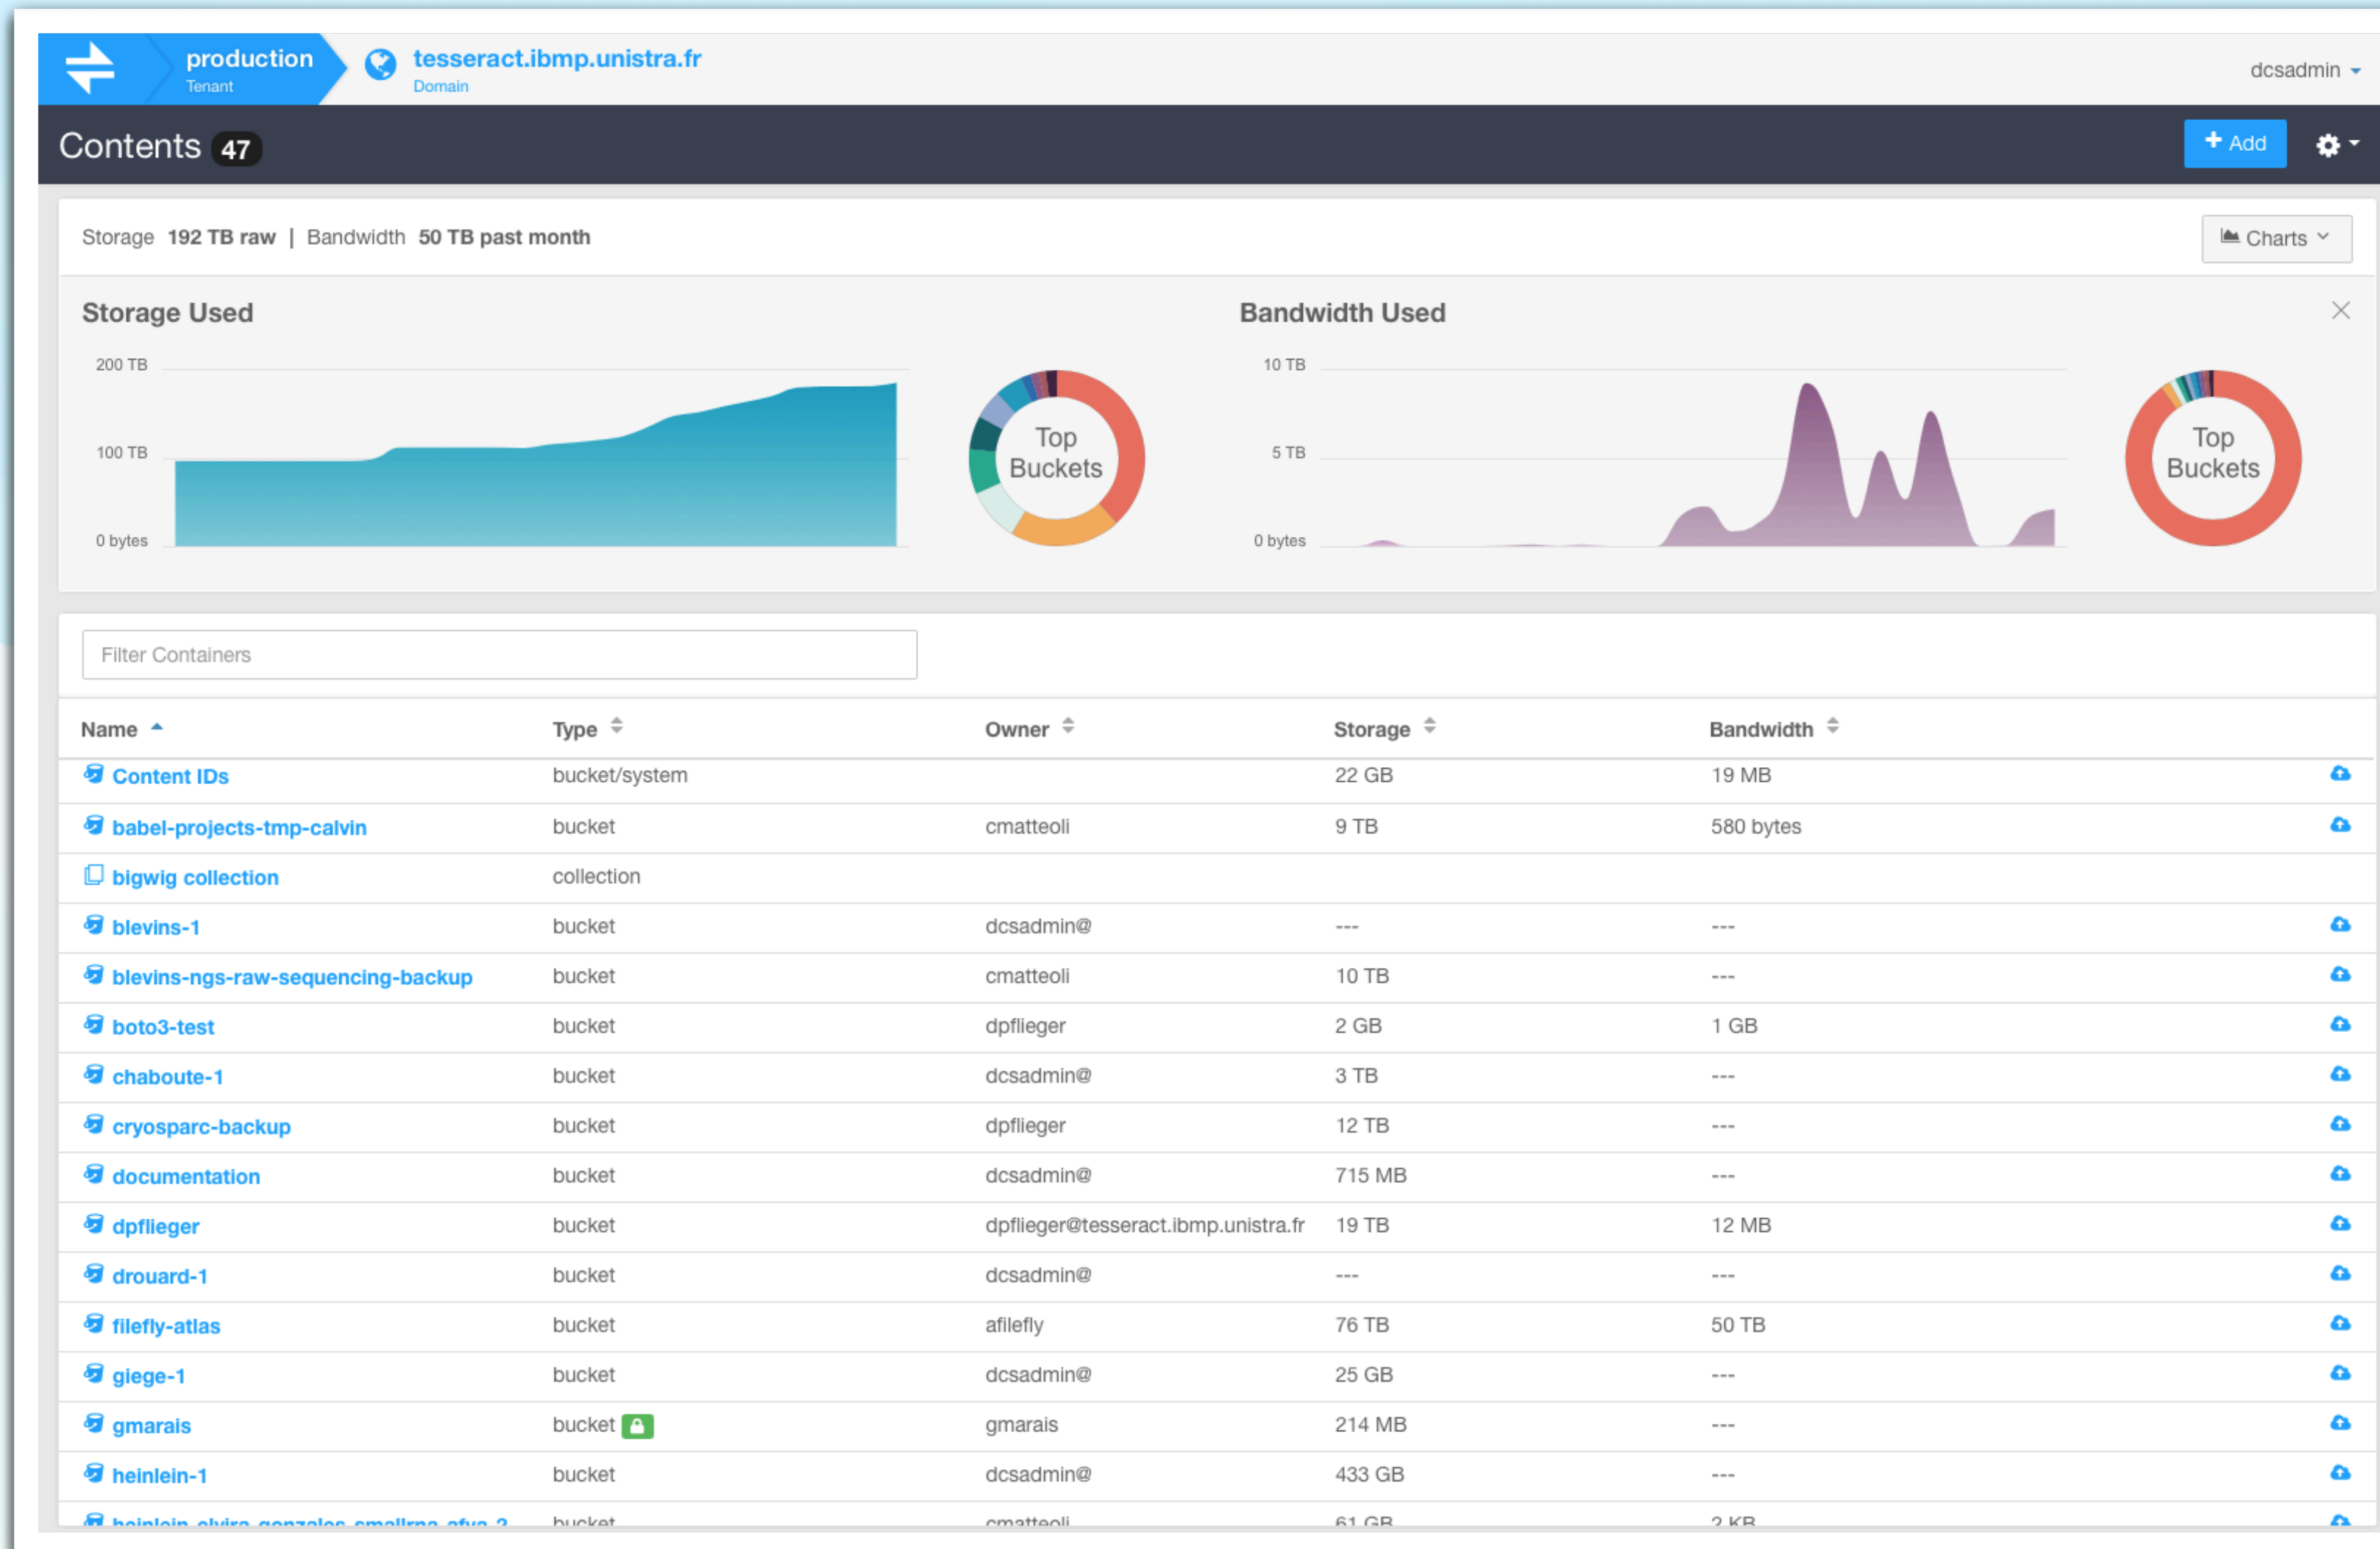 production
Tenant
tesseract.ibmp.unistra.fr
Domain
dcsadmin
Contents 47
+ Add
Storage 192 TB raw | Bandwidth 50 TB past month
Charts
Storage Used
200 TB
100 TB
0 bytes
Top
Buckets
Bandwidth Used
10 TB
5 TB
0 bytes
Top
Buckets
Filter Containers
Name Type Owner Storage Bandwidth
Content IDs bucket/system 22 GB 19 MB
babel-projects-tmp-calvin bucket cmatteoli 9 TB 580 bytes
bigwig collection collection
blevins-1 bucket dcsadmin@ --- ---
blevins-ngs-raw-sequencing-backup bucket cmatteoli 10 TB ---
boto3-test bucket dpflieger 2 GB 1 GB
chaboute-1 bucket dcsadmin@ 3 TB ---
cryosparc-backup bucket dpflieger 12 TB ---
documentation bucket dcsadmin@ 715 MB ---
dpflieger bucket dpflieger@tesseract.ibmp.unistra.fr 19 TB 12 MB
drouard-1 bucket dcsadmin@ --- ---
filefly-atlas bucket afilefly 76 TB 50 TB
giege-1 bucket dcsadmin@ 25 GB ---
gmarais bucket gmarais 214 MB ---
heinlein-1 bucket dcsadmin@ 433 GB ---
bucket cmatteoli 61 GB 2 KB